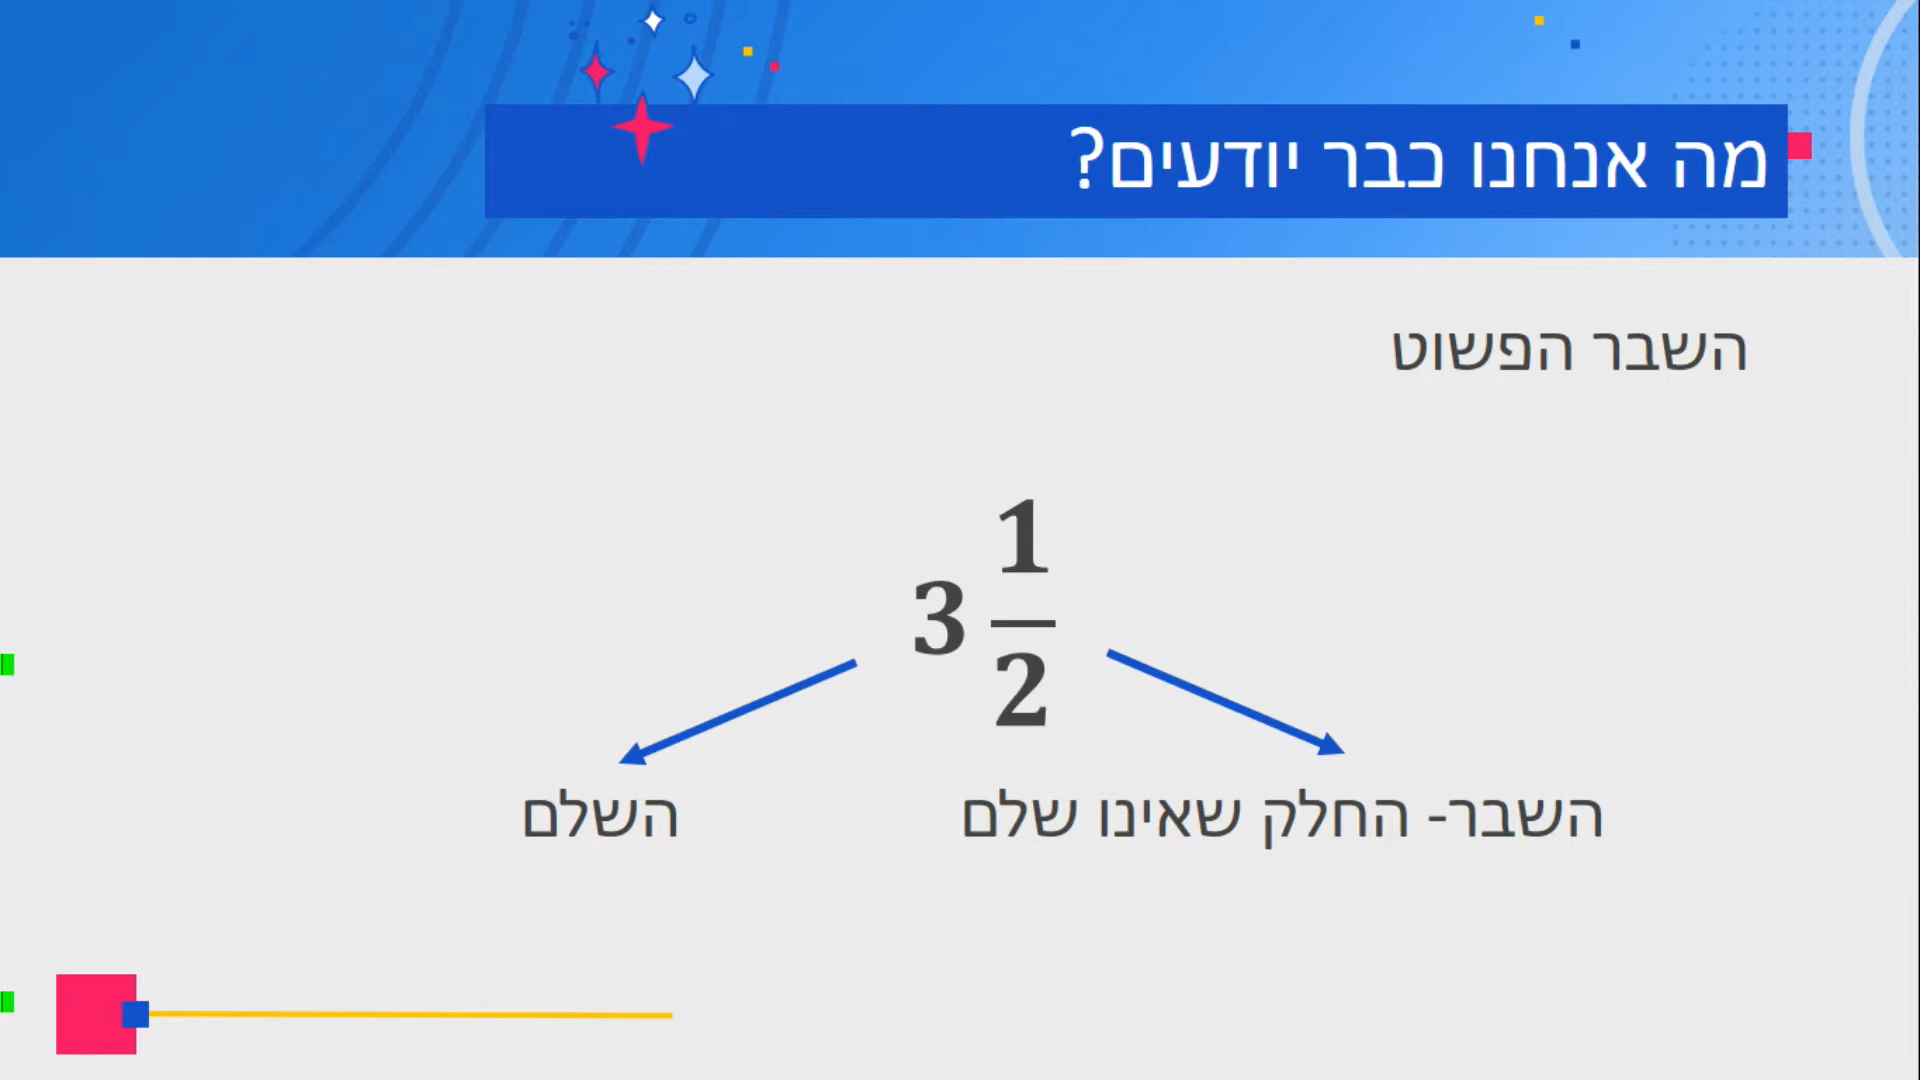 מה אנחנו כבר יודעים?
השבר הפשוט
3 1/2
השבר- החלק שאינו שלם
השלם